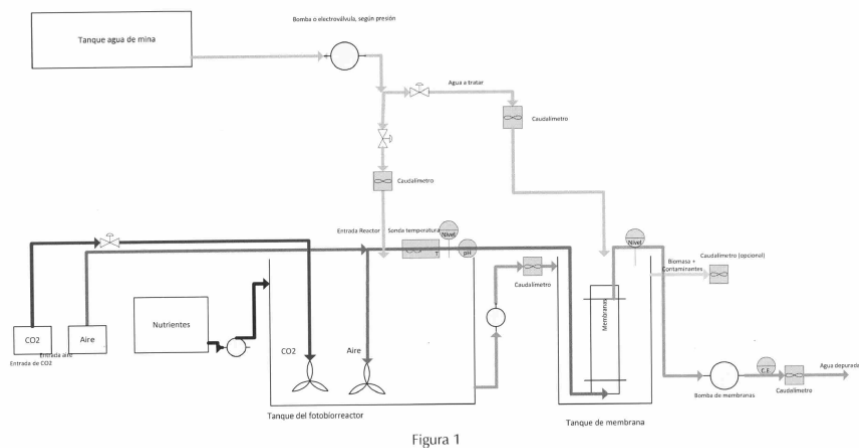 Bomba o electroválvula, según presión
Tanque agua de mina
Agua a tratar
Caudalímetro
Caudalímetro
Entrada Reactor
Sonda temperatura
Nivel
pH
T
Nivel
Caudalímetro (opcional)
Biomasa +
Contaminantes
Caudalímetro
Membranas
Nutrientes
CO2
Aire
Entrada aire
Entrada de CO2
CO2
Aire
C.E.
Agua depurada
Bomba de membranas
Caudalímetro
Tanque del fotobiorreactor
Tanque de membrana
Figura 1